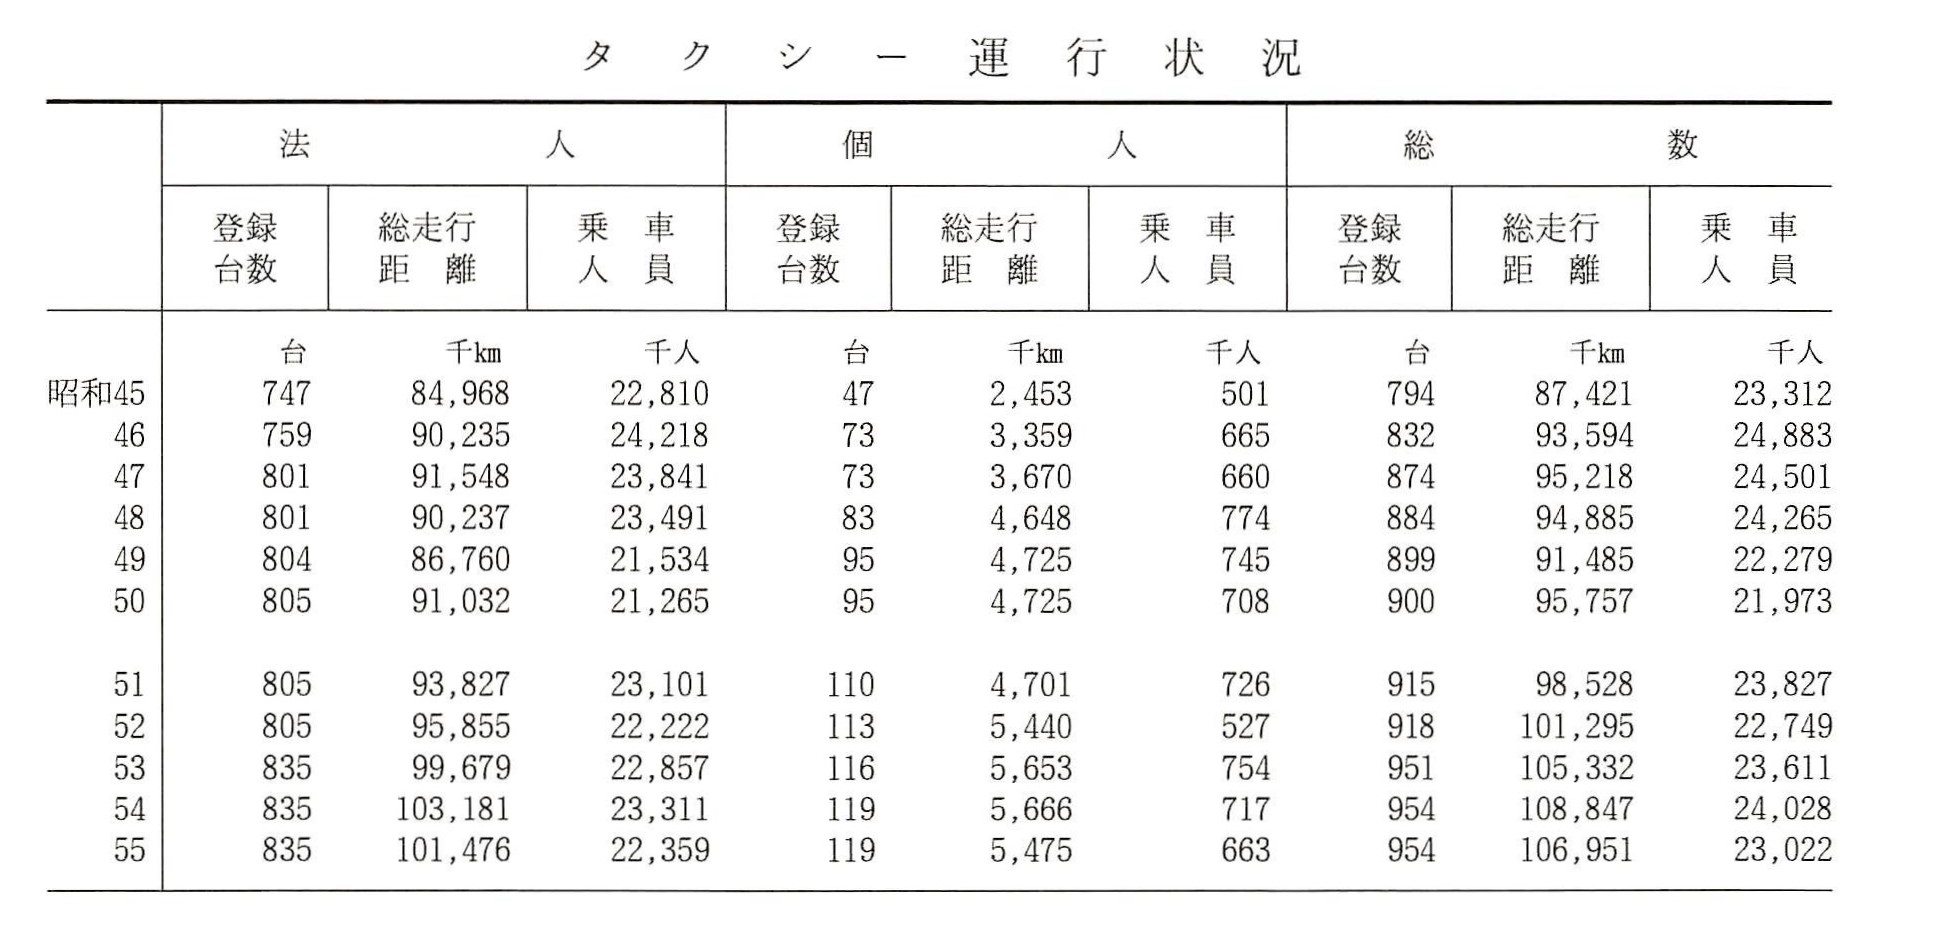 タクシー運行状況
法人 個人 総数
登録 総走行 乗車 登録 総走行 乗車 登録 総走行 乗車
台数 距離 人員 台数 距離 人員 台数 距離 人員
台 千km 千人 台 千km 千人 台 千km 千人
昭和45 747 84,968 22,810 47 2,453 501 794 87,421 23,312
46 759 90,235 24,218 73 3,359 665 832 93,594 24,883
47 801 91,548 23,841 73 3,670 660 874 95,218 24,501
48 801 90,237 23,491 83 4,648 774 884 94,885 24,265
49 804 86,760 21,534 95 4,725 745 899 91,485 22,279
50 805 91,032 21,265 95 4,725 708 900 95,757 21,973
51 805 93,827 23,101 110 4,701 726 915 98,528 23,827
52 805 95,855 22,222 113 5,440 527 918 101,295 22,749
53 835 99,679 22,857 116 5,653 754 951 105,332 23,611
54 835 103,181 23,311 119 5,666 717 954 108,847 24,028
55 835 101,476 22,359 119 5,475 663 954 106,951 23,022